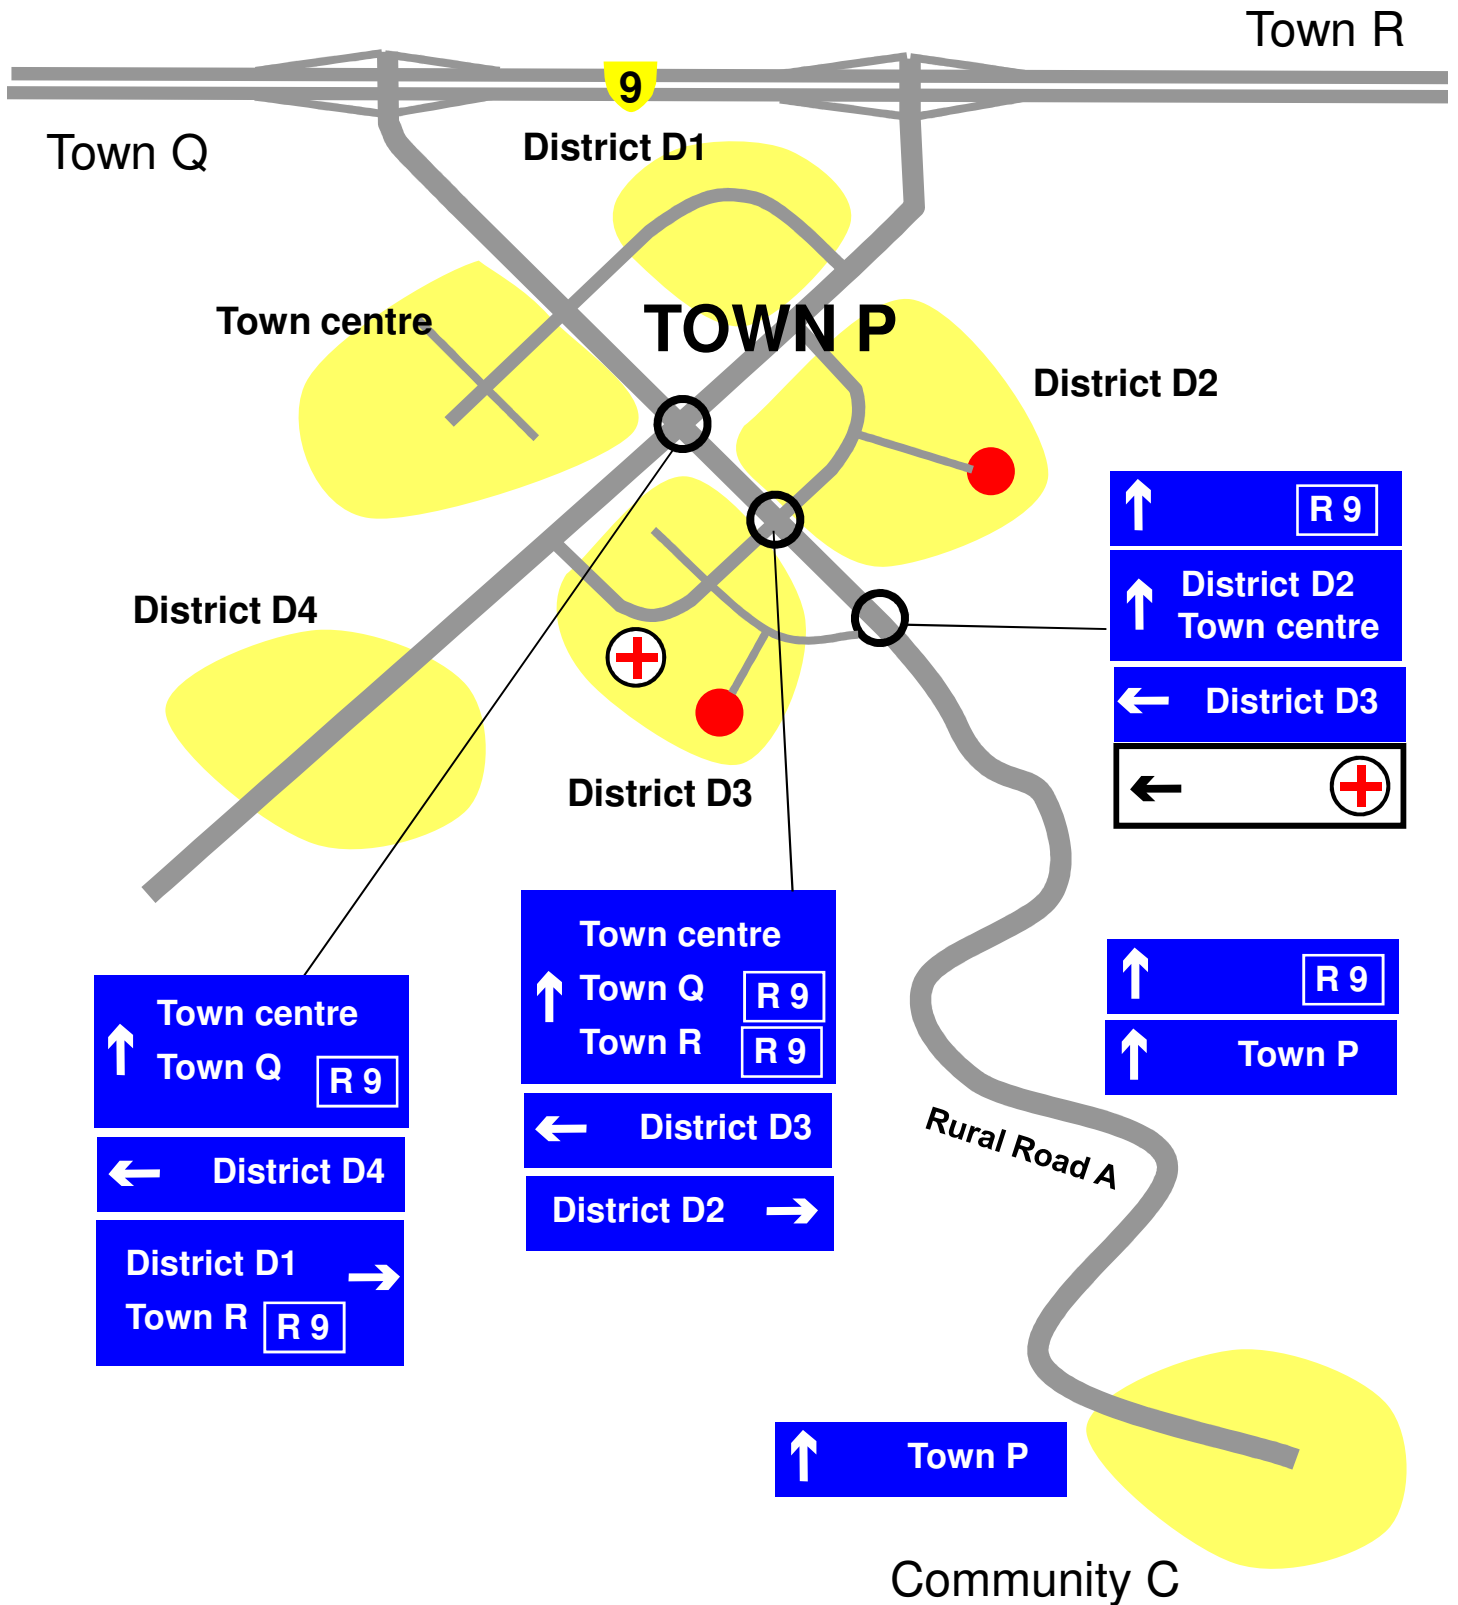 Town R
9
Town Q
District D1
Town centre
TOWN P
District D2
District D4
District D3
R 9
District D2
Town centre
District D3
R 9
Town P
Town centre
Town Q R 9
Town R R 9
District D3
District D2
Town centre
Town Q R 9
District D4
District D1
Town R R 9
Rural Road A
Town P
Community C